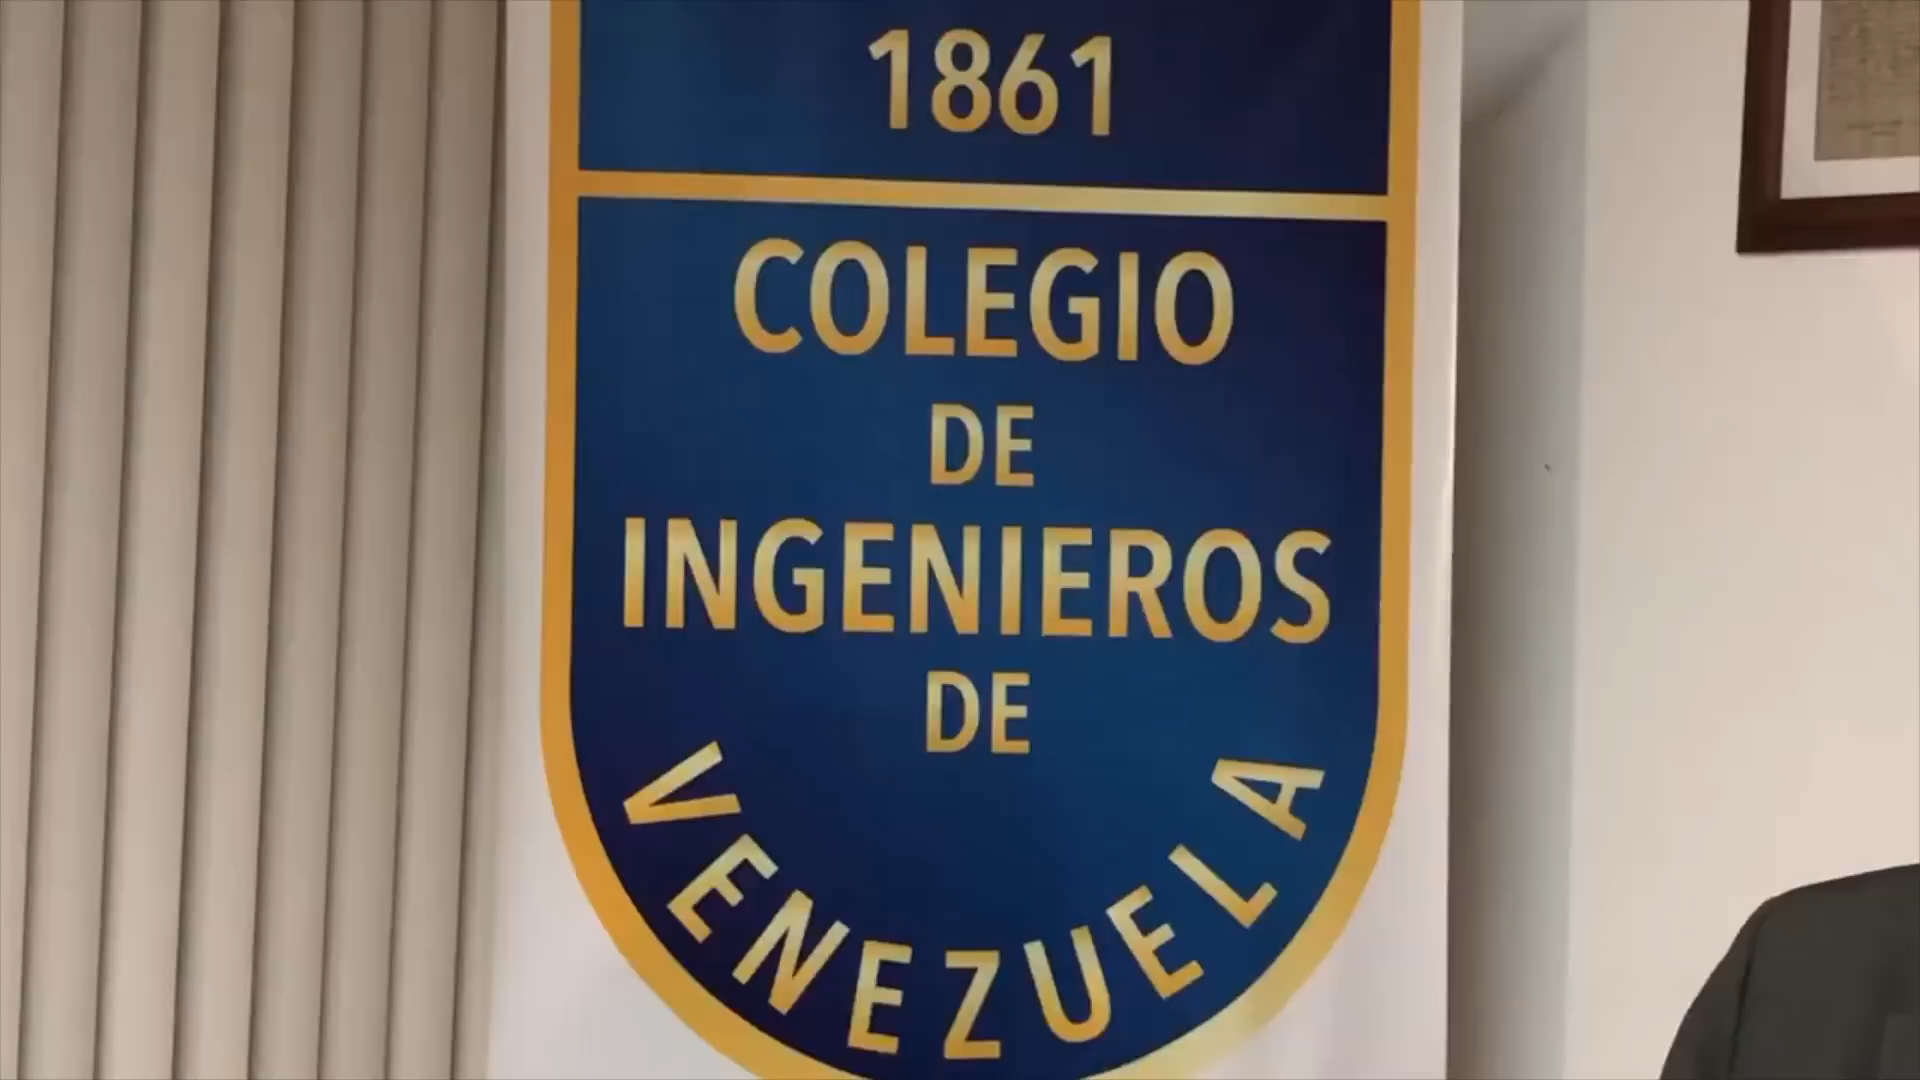 1861
COLEGIO
DE
INGENIEROS
DE
VENEZUELA